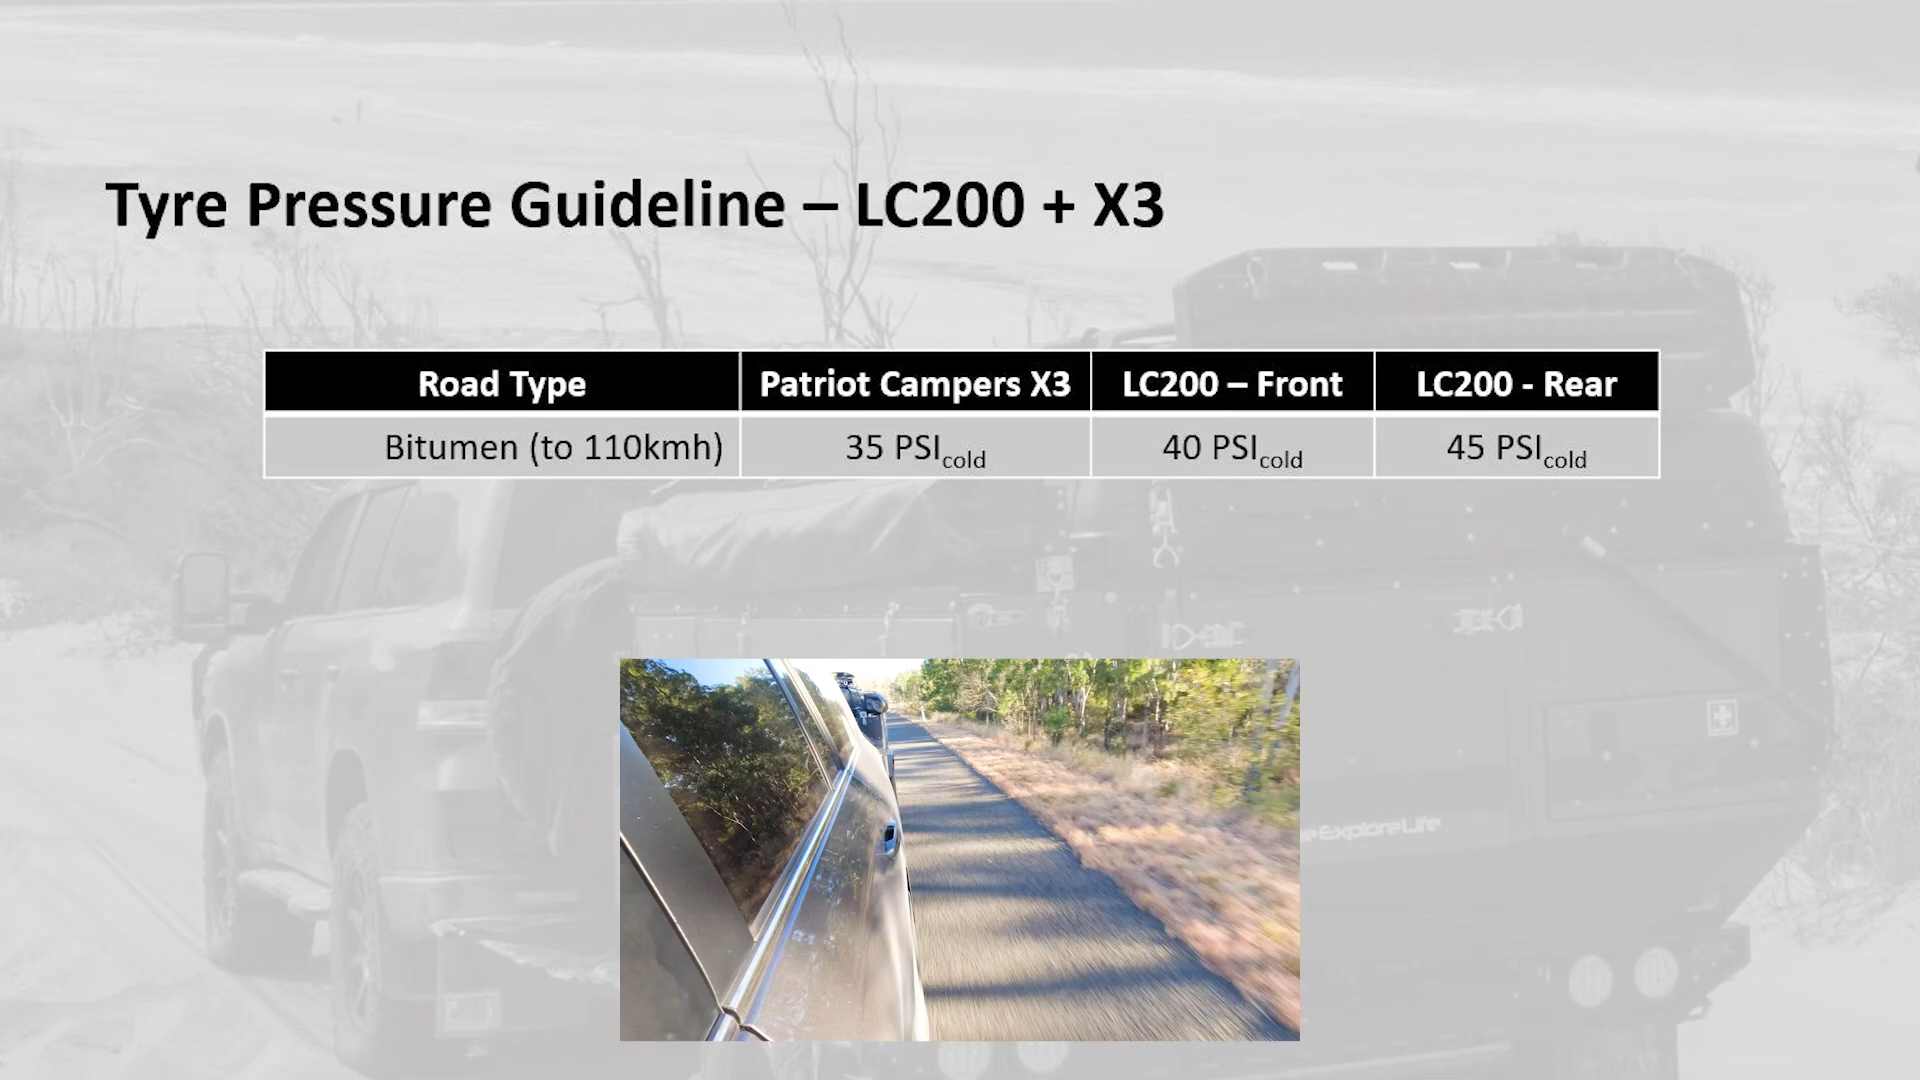 Tyre Pressure Guideline – LC200 + X3
Road Type Patriot Campers X3 LC200 – Front LC200 - Rear
Bitumen (to 110kmh) 35 PSIcold 40 PSIcold 45 PSIcold
ExploreLife